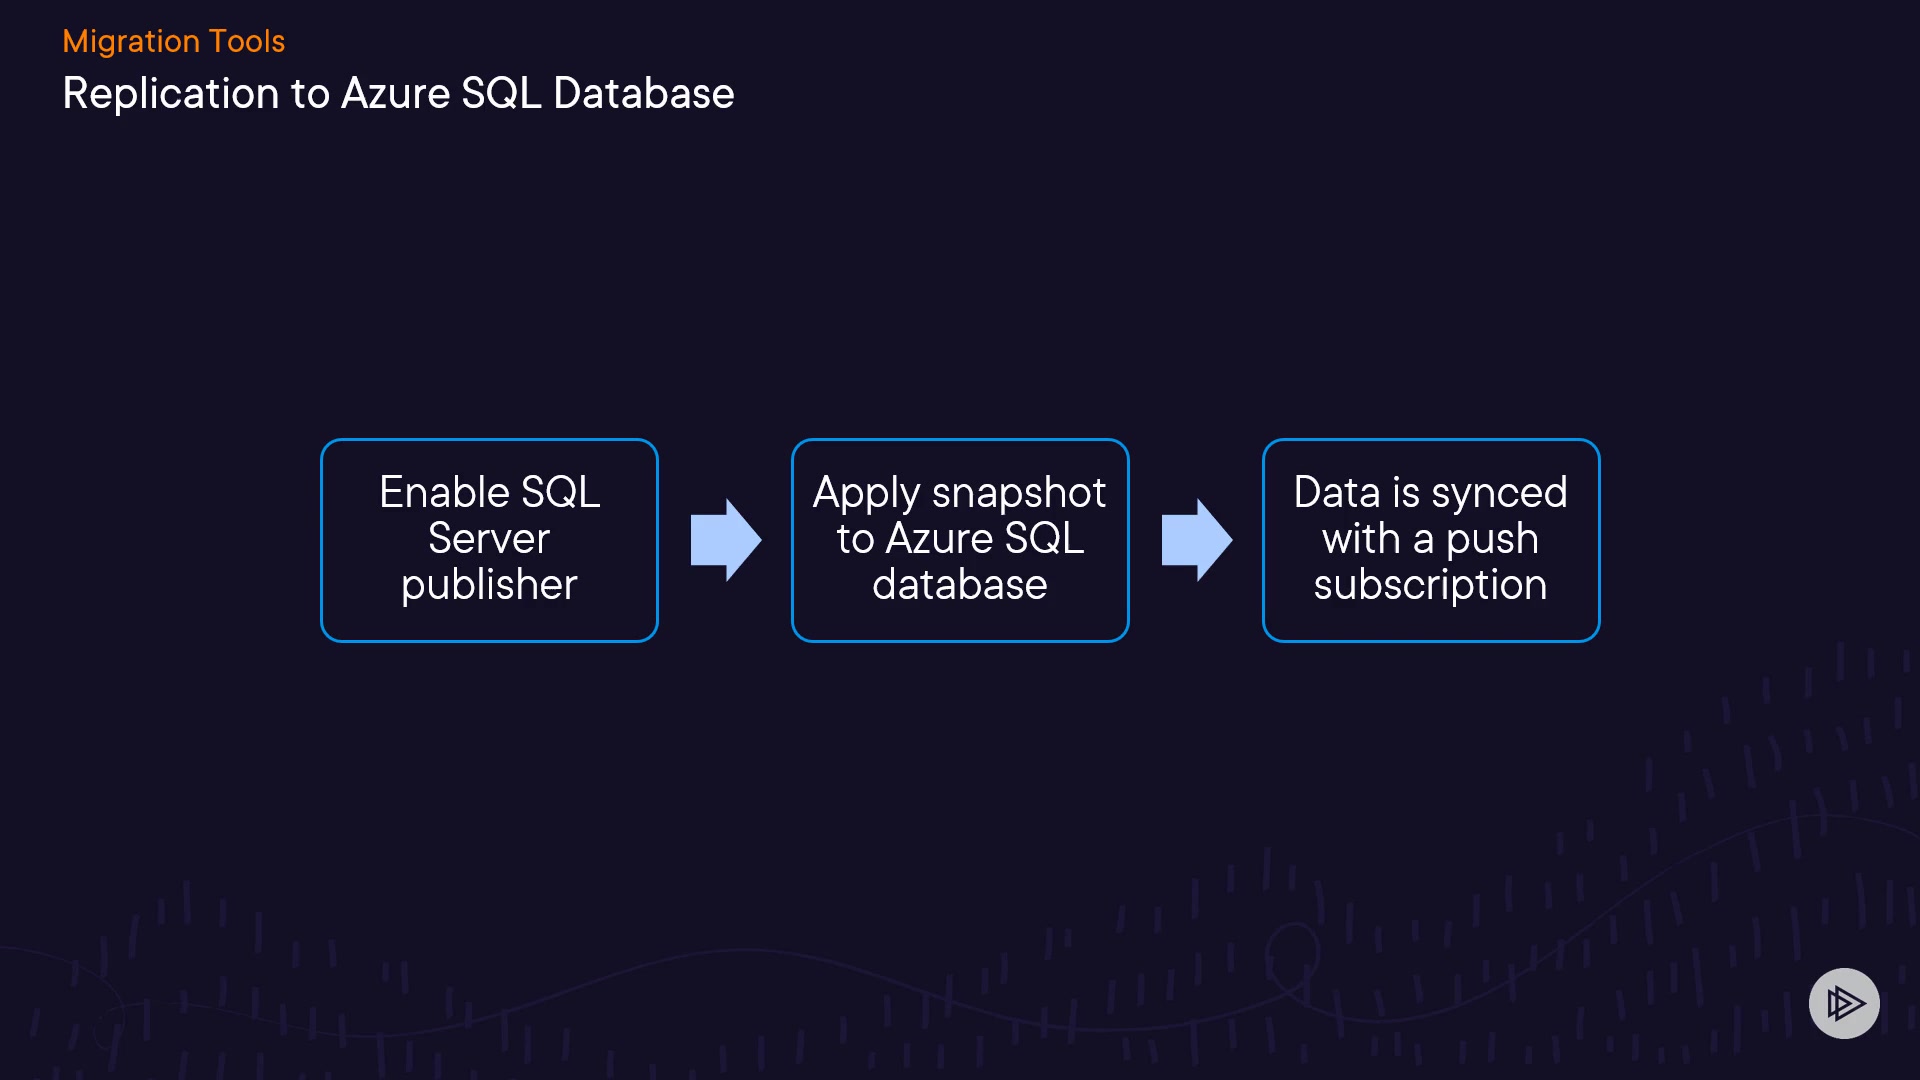 Migration Tools
Replication to Azure SQL Database
Enable SQL
Server
publisher
Apply snapshot
to Azure SQL
database
Data is synced
with a push
subscription